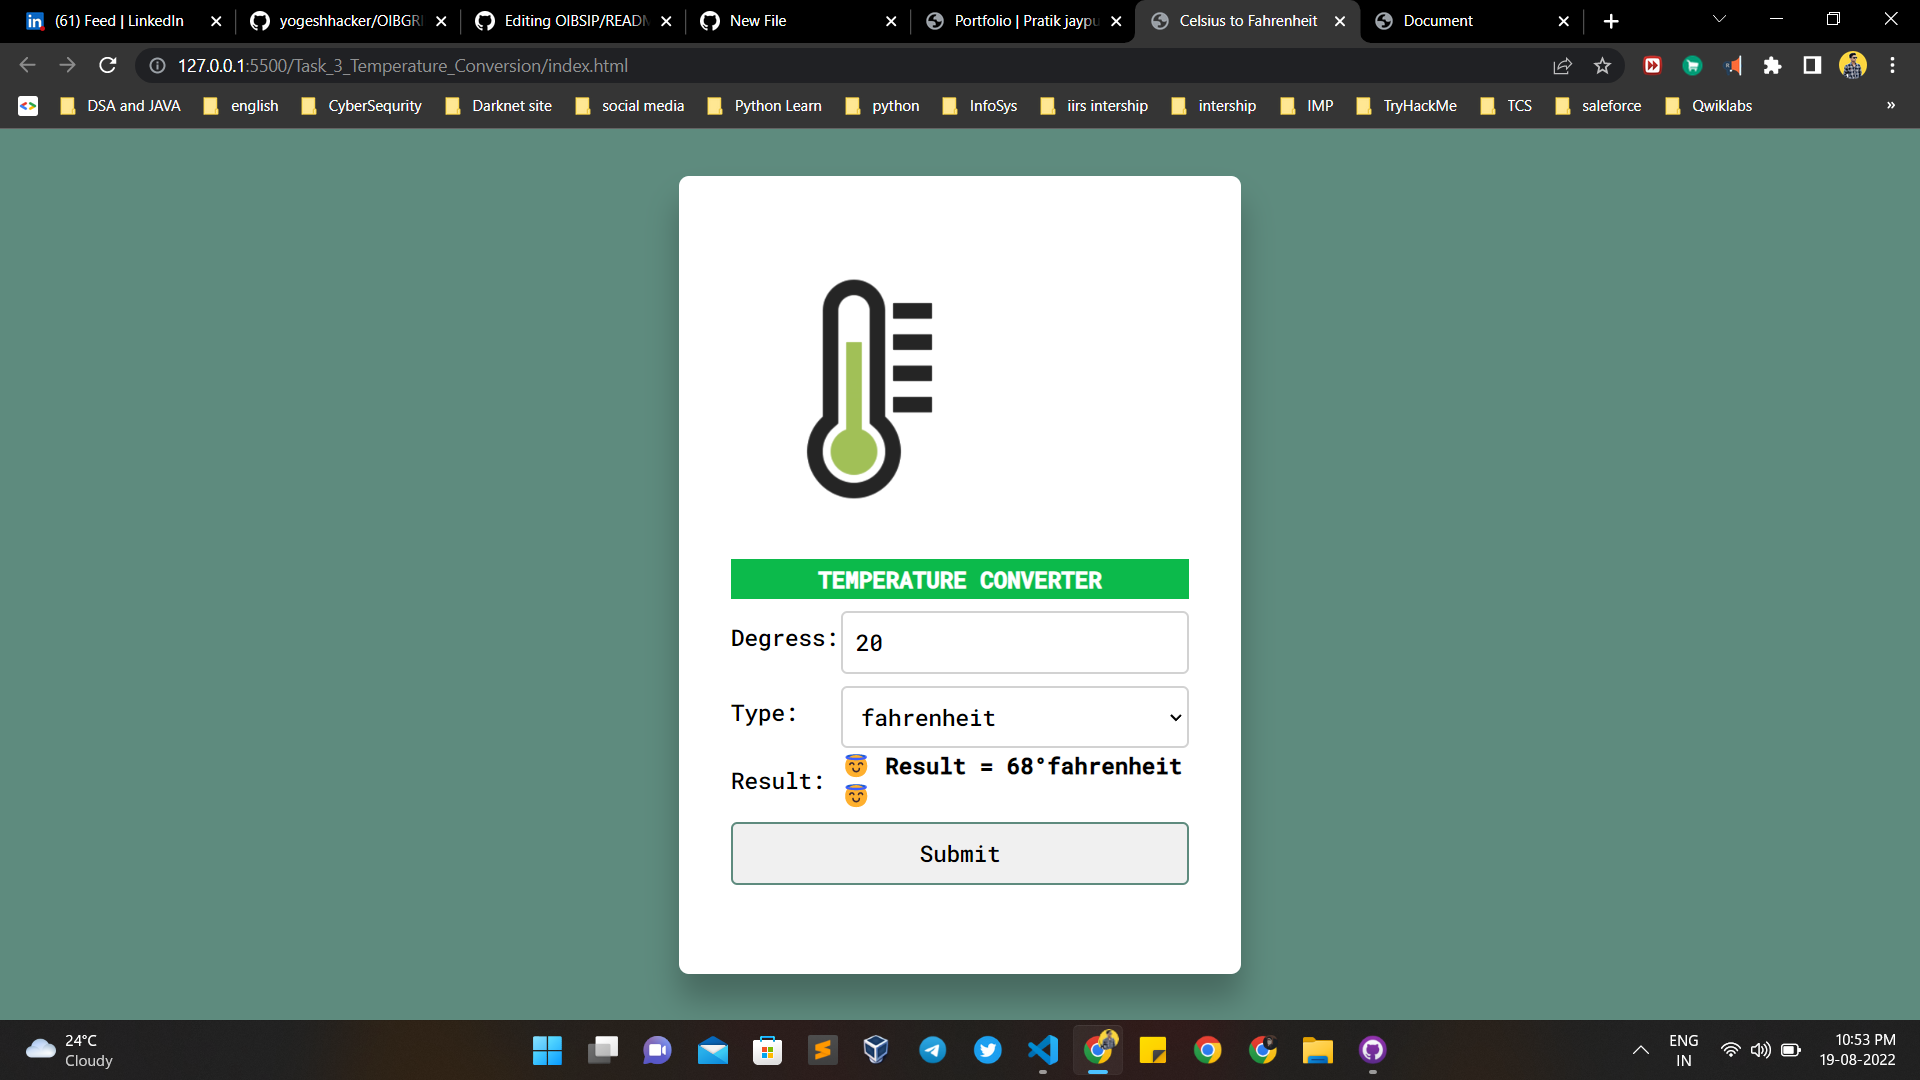 (61) Feed | LinkedIn
yogeshhacker/OIBGRI
Editing OIBSIP/READM
New File
Portfolio | Pratik jaypu
Celsius to Fahrenheit
Document
127.0.0.1:5500/Task_3_Temperature_Conversion/index.html
DSA and JAVA
english
CyberSequrity
Darknet site
social media
Python Learn
python
InfoSys
iirs intership
intership
IMP
TryHackMe
TCS
saleforce
Qwiklabs
»
TEMPERATURE CONVERTER
Degress: 20
Type: fahrenheit
Result: 😇 Result = 68°fahrenheit
😇
Submit
24°C
Cloudy
ENG
IN
10:53 PM
19-08-2022